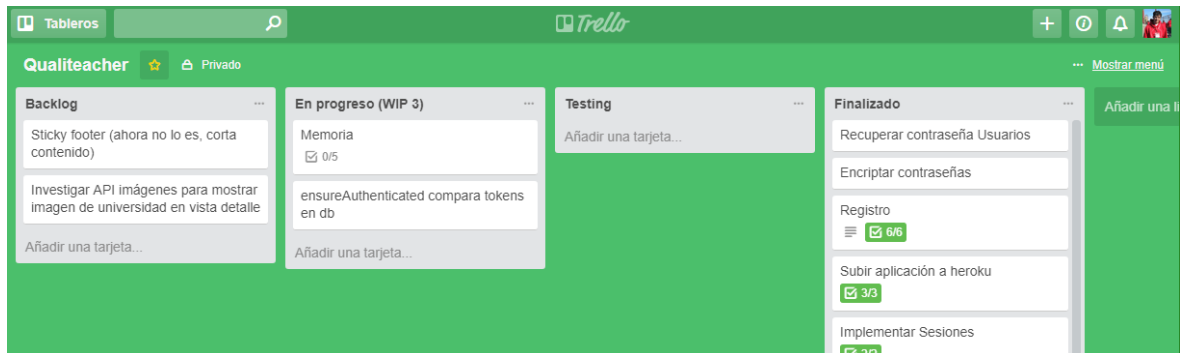 Tableros
Trello
Qualiteacher
Privado
... Mostrar menú
Backlog ...
Sticky footer (ahora no lo es, corta
contenido)
Investigar API imágenes para mostrar
imagen de universidad en vista detalle
Añadir una tarjeta...
En progreso (WIP 3) ...
Memoria
0/5
ensureAuthenticated compara tokens
en db
Añadir una tarjeta...
Testing ...
Añadir una tarjeta...
Finalizado ...
Recuperar contraseña Usuarios
Encriptar contraseñas
Registro
6/6
Subir aplicación a heroku
3/3
Implementar Sesiones
Añadir una li